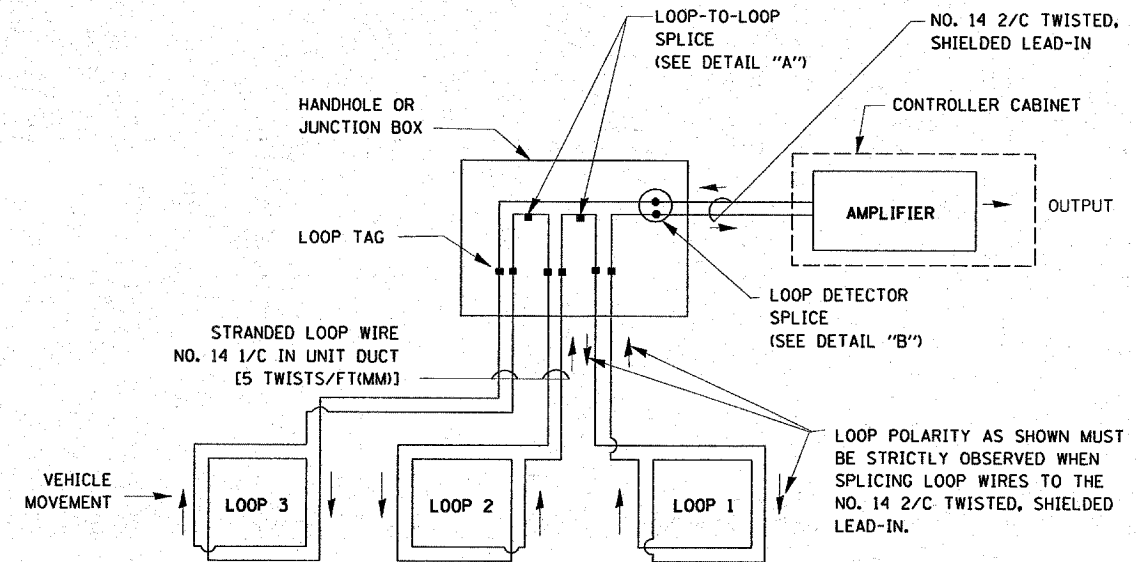 LOOP-TO-LOOP
SPLICE
(SEE DETAIL "A")
NO. 14 2/C TWISTED,
SHIELDED LEAD-IN
HANDHOLE OR
JUNCTION BOX
CONTROLLER CABINET
AMPLIFIER
OUTPUT
LOOP TAG
LOOP DETECTOR
SPLICE
(SEE DETAIL "B")
STRANDED LOOP WIRE
NO. 14 1/C IN UNIT DUCT
[5 TWISTS/FT(MM)]
VEHICLE
MOVEMENT
LOOP 3
LOOP 2
LOOP 1
LOOP POLARITY AS SHOWN MUST
BE STRICTLY OBSERVED WHEN
SPLICING LOOP WIRES TO THE
NO. 14 2/C TWISTED, SHIELDED
LEAD-IN.